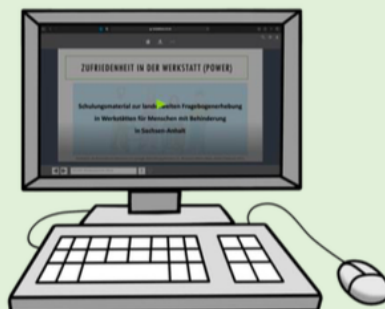 ZUFRIEDENHEIT IN DER WERKSTATT (POWER)
Schulungsmaterial zur landesweiten Fragebogenerhebung
in Werkstätten für Menschen mit Behinderung
in Sachsen-Anhalt